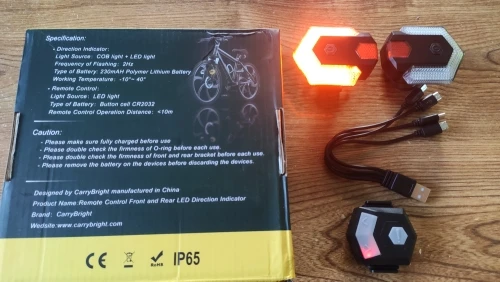 Specification:
- Direction Indicator:
Light Source: COB light + LED light
Frequency of Flashing: 2Hz
Type of Battery: 230mAH Polymer Lithium Battery
Working Temperature: -10°~ 40°
- Remote Control:
Light Source: LED light
Type of Battery: Button cell CR2032
Remote Control Operation Distance: <10m
Caution:
- Please make sure fully charged before use
- Please double check the firmness of O-ring before each use.
- Please double check the firmness of front and rear bracket before each use.
- Please remove the battery on the devices before discarding the devices.
Designed by CarryBright manufactured in China
Product Name Remote Control Front and Rear LED Direction Indicator
Brand: CarryBright
Wedsite:www.carrybright.com
CE RoHS IP65